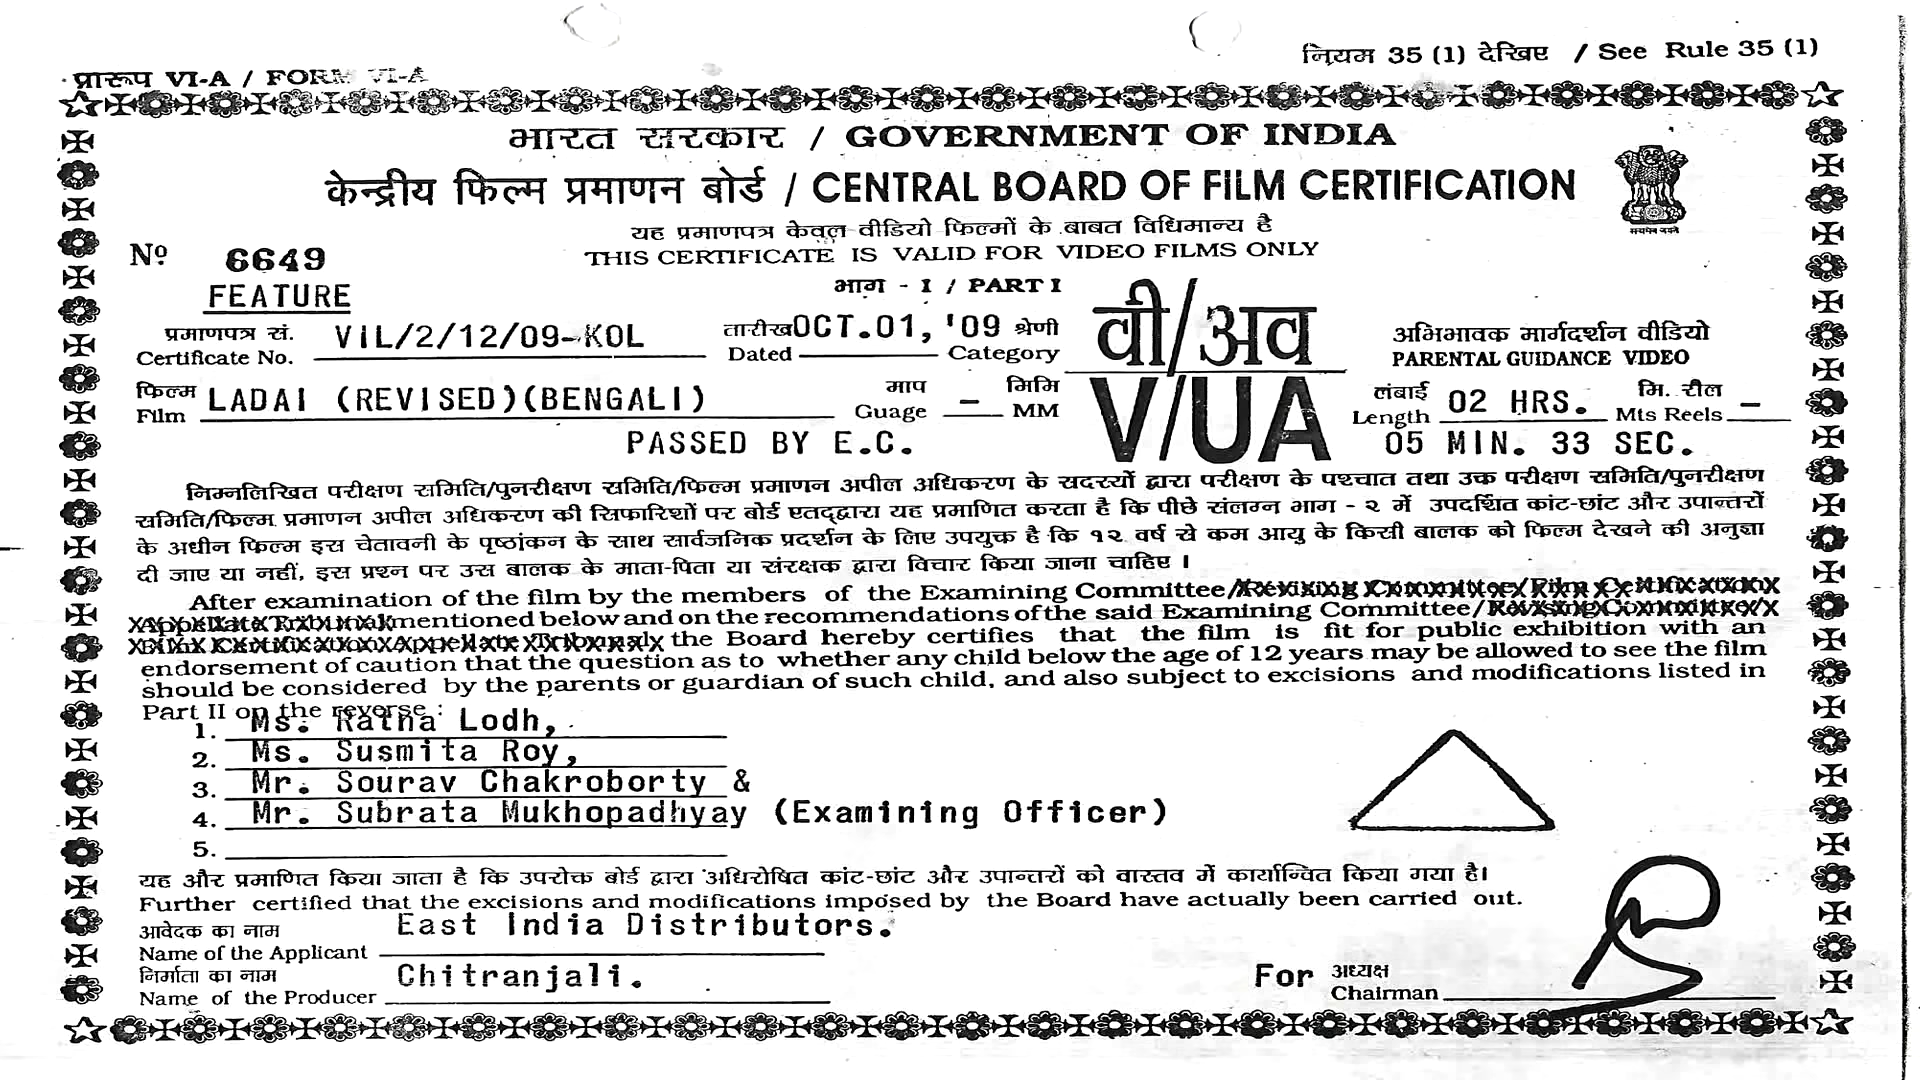 प्रारूप VI-A / FORM VI-A
नियम 35 (1) देखिए / See Rule 35 (1)
भारत सरकार / GOVERNMENT OF INDIA
केन्द्रीय फिल्म प्रमाणन बोर्ड / CENTRAL BOARD OF FILM CERTIFICATION
सत्यमेव जयते
यह प्रमाणपत्र केवल वीडियो फिल्मों के बाबत विधिमान्य है
THIS CERTIFICATE IS VALID FOR VIDEO FILMS ONLY
Nº 6649
FEATURE
भाग - I / PART I
प्रमाणपत्र सं. VIL/2/12/09-KOL तारीख OCT.01, '09 श्रेणी वी/अव अभिभावक मार्गदर्शन वीडियो
Certificate No. Dated Category PARENTAL GUIDANCE VIDEO
फिल्म LADAI (REVISED)(BENGALI) माप - मिमि V/UA लंबाई 02 HRS. मि. रील -
Film Guage MM Length Mts Reels
PASSED BY E.C. 05 MIN. 33 SEC.
निम्नलिखित परीक्षण समिति/पुनरीक्षण समिति/फिल्म प्रमाणन अपील अधिकरण के सदस्यों द्वारा परीक्षण के पश्चात तथा उक्त परीक्षण समिति/पुनरीक्षण
समिति/फिल्म प्रमाणन अपील अधिकरण की सिफारिशों पर बोर्ड एतद्द्वारा यह प्रमाणित करता है कि पीछे संलग्न भाग - २ में उपदर्शित कांट-छांट और उपान्तरों
के अधीन फिल्म इस चेतावनी के पृष्ठांकन के साथ सार्वजनिक प्रदर्शन के लिए उपयुक्त है कि १२ वर्ष से कम आयु के किसी बालक को फिल्म देखने की अनुज्ञा
दी जाए या नहीं, इस प्रश्न पर उस बालक के माता-पिता या संरक्षक द्वारा विचार किया जाना चाहिए ।
After examination of the film by the members of the Examining Committee/Revising Committee/Film Certification
Appellate Tribunal mentioned below and on the recommendations of the said Examining Committee/Revising Committee/
Film Certification Appellate Tribunal, the Board hereby certifies that the film is fit for public exhibition with an
endorsement of caution that the question as to whether any child below the age of 12 years may be allowed to see the film
should be considered by the parents or guardian of such child, and also subject to excisions and modifications listed in
Part II on the reverse :
1. Ms. Ratna Lodh,
2. Ms. Susmita Roy,
3. Mr. Sourav Chakroborty &
4. Mr. Subrata Mukhopadhyay (Examining Officer)
5.
यह और प्रमाणित किया जाता है कि उपरोक्त बोर्ड द्वारा अधिरोषित कांट-छांट और उपान्तरों को वास्तव में कार्यान्वित किया गया है।
Further certified that the excisions and modifications imposed by the Board have actually been carried out.
आवेदक का नाम East India Distributors.
Name of the Applicant
निर्माता का नाम Chitranjali. For अध्यक्ष
Name of the Producer Chairman